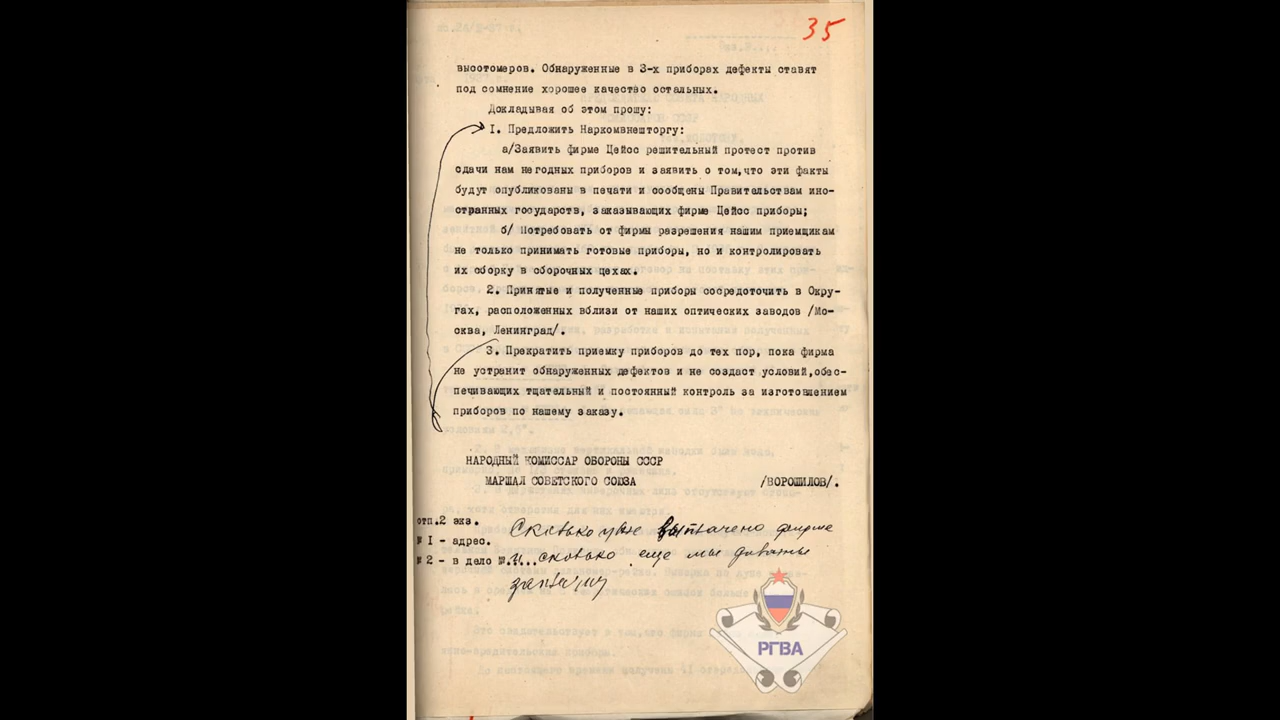 35
высотомеров. Обнаруженные в 3-х приборах дефекты ставят
под сомнение хорошее качество остальных.
Докладывая об этом прошу:
I. Предложить Наркомвнешторгу:
а/Заявить фирме Цейсс решительный протест против
сдачи нам негодных приборов и заявить о том,что эти факты
будут опубликованы в печати и сообщены Правительствам ино-
странных государств, заказывающих фирме Цейсс приборы;
б/ Потребовать от фирмы разрешения нашим приемщикам
не только принимать готовые приборы, но и контролировать
их сборку в сборочных цехах.
2. Принятые и полученные приборы сосредоточить в Окру-
гах, расположенных вблизи от наших оптических заводов /Мо-
сква, Ленинград/.
3. Прекратить приемку приборов до тех пор, пока фирма
не устранит обнаруженных дефектов и не создаст условий,обес-
печивающих тщательный и постоянный контроль за изготовлением
приборов по нашему заказу.
НАРОДНЫЙ КОМИССАР ОБОРОНЫ СССР
МАРШАЛ СОВЕТСКОГО СОЮЗА /ВОРОШИЛОВ/.
отп.2 экз.
№ I - адрес.
№ 2 - в дело №....
Сколько уже выплачено фирме
и сколько еще мы должны
РГВА